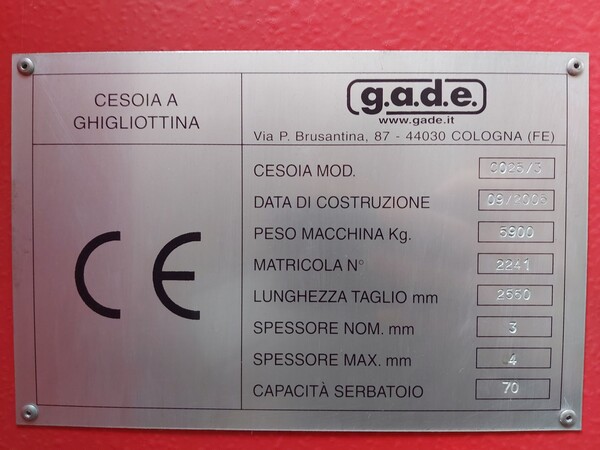 CESOIA A
GHIGLIOTTINA
CE
g.a.d.e.
www.gade.it
Via P. Brusantina, 87 - 44030 COLOGNA (FE)
CESOIA MOD.
DATA DI COSTRUZIONE
PESO MACCHINA Kg. 5900
MATRICOLA N° 2241
LUNGHEZZA TAGLIO mm 2550
SPESSORE NOM. mm 3
SPESSORE MAX. mm 4
CAPACITÀ SERBATOIO 70